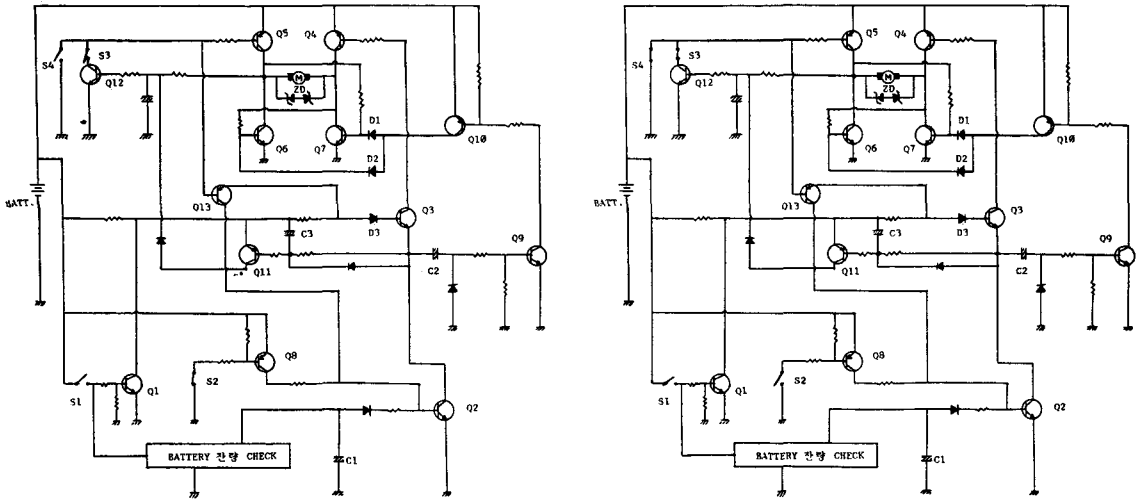 Q5
Q4
S4
S3
Q12
M
ZD
D1
Q10
Q6
Q7
D2
BATT.
Q13
Q3
C3
D3
Q9
Q11
C2
Q8
S2
S1
Q1
Q2
BATTERY 잔량 CHECK
C1
Q5
Q4
S4
S3
Q12
M
ZD
D1
Q10
Q6
Q7
D2
BATT.
Q13
Q3
C3
D3
Q9
Q11
C2
Q8
S2
S1
Q1
Q2
BATTERY 잔량 CHECK
C1